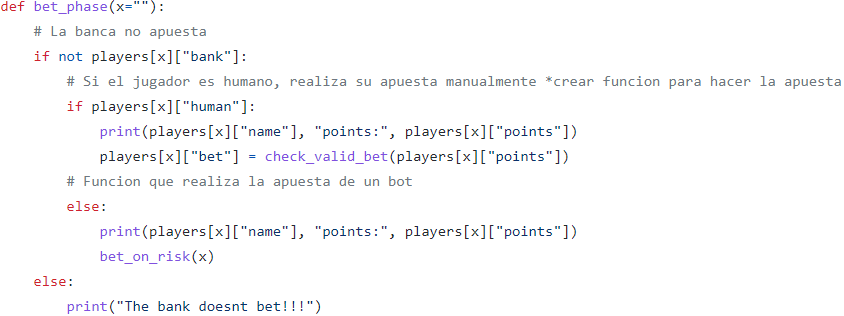 def bet_phase(x=""):
    # La banca no apuesta
    if not players[x]["bank"]:
        # Si el jugador es humano, realiza su apuesta manualmente *crear funcion para hacer la apuesta
        if players[x]["human"]:
            print(players[x]["name"], "points:", players[x]["points"])
            players[x]["bet"] = check_valid_bet(players[x]["points"])
        # Funcion que realiza la apuesta de un bot
        else:
            print(players[x]["name"], "points:", players[x]["points"])
            bet_on_risk(x)
    else:
        print("The bank doesnt bet!!!")